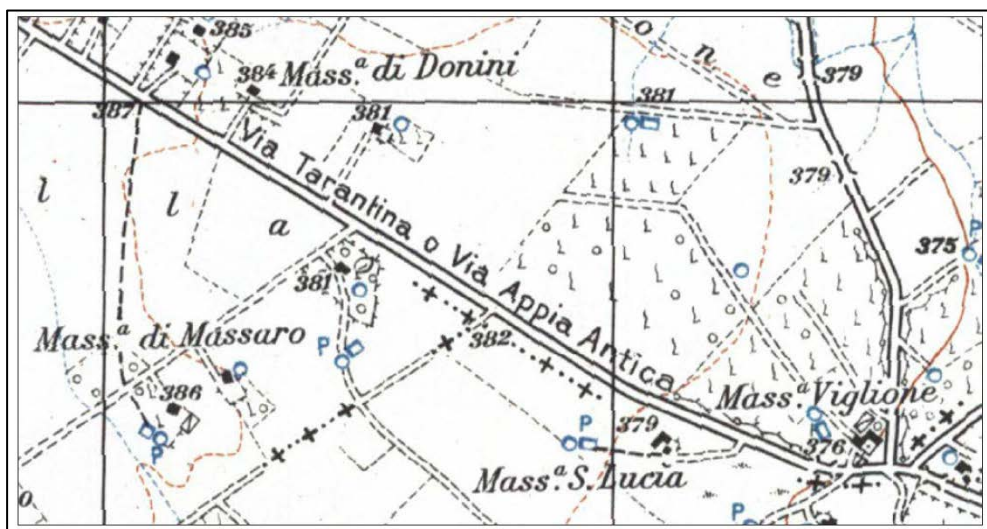 385
o n e
384 Mass.ª di Donini
379
387
381
381
Via Tarantina o Via Appia Antica
l l a
379
P
375
381
382
Mass.ª di Massaro
P
386
Mass.ª Viglione
P
379
P
376
P
Mass.ª S. Lucia
0
P